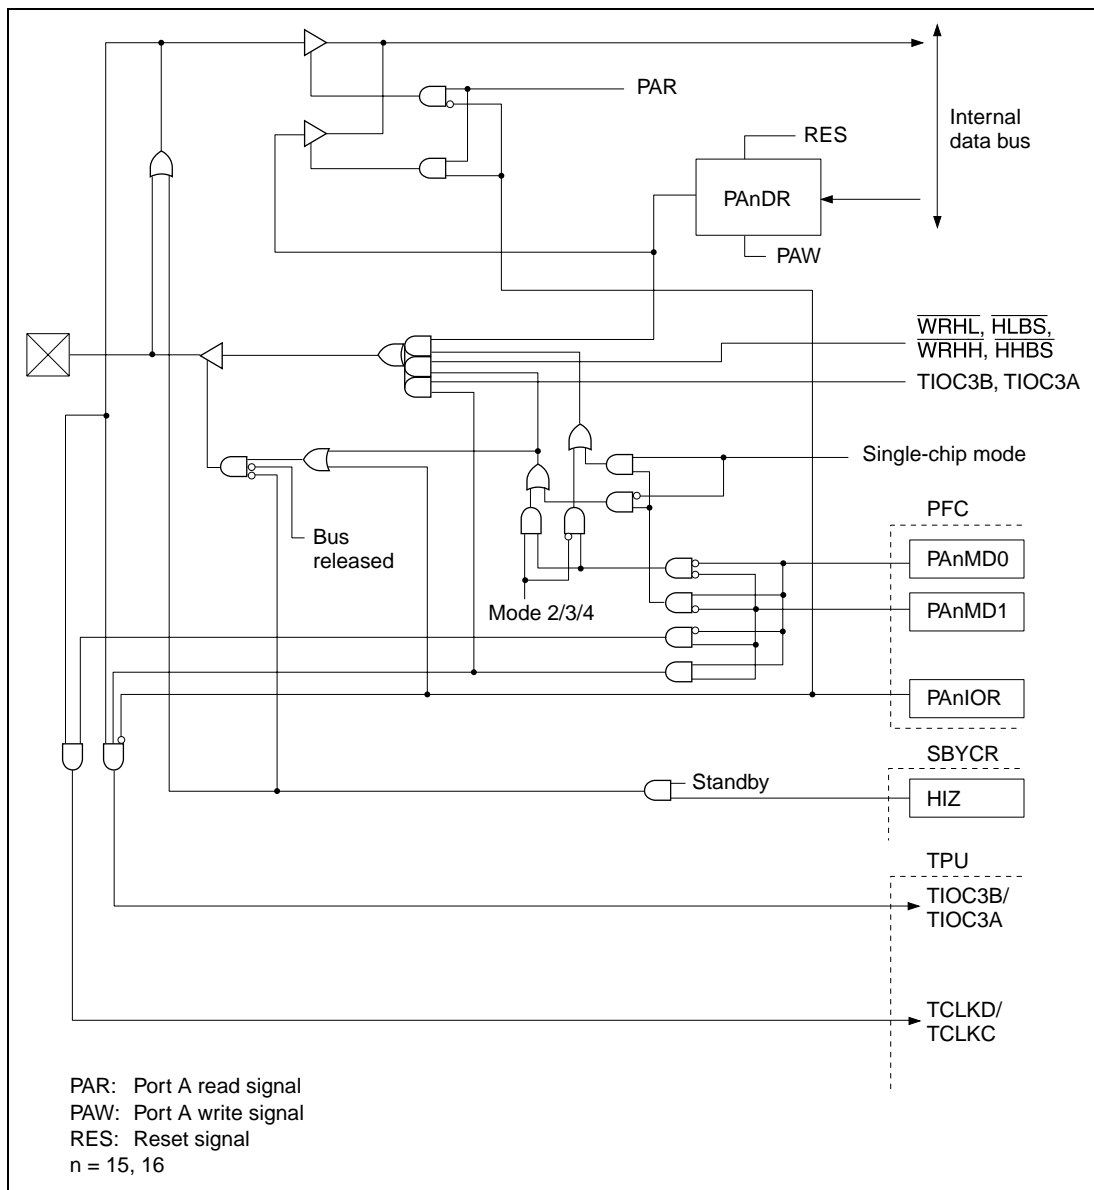 PAR
Internal
data bus
RES
PAnDR
PAW
WRHL, HLBS,
WRHH, HHBS
TIOC3B, TIOC3A
Single-chip mode
PFC
Bus
released
PAnMD0
Mode 2/3/4
PAnMD1
PAnIOR
SBYCR
Standby
HIZ
TPU
TIOC3B/
TIOC3A
TCLKD/
TCLKC
PAR: Port A read signal
PAW: Port A write signal
RES: Reset signal
n = 15, 16